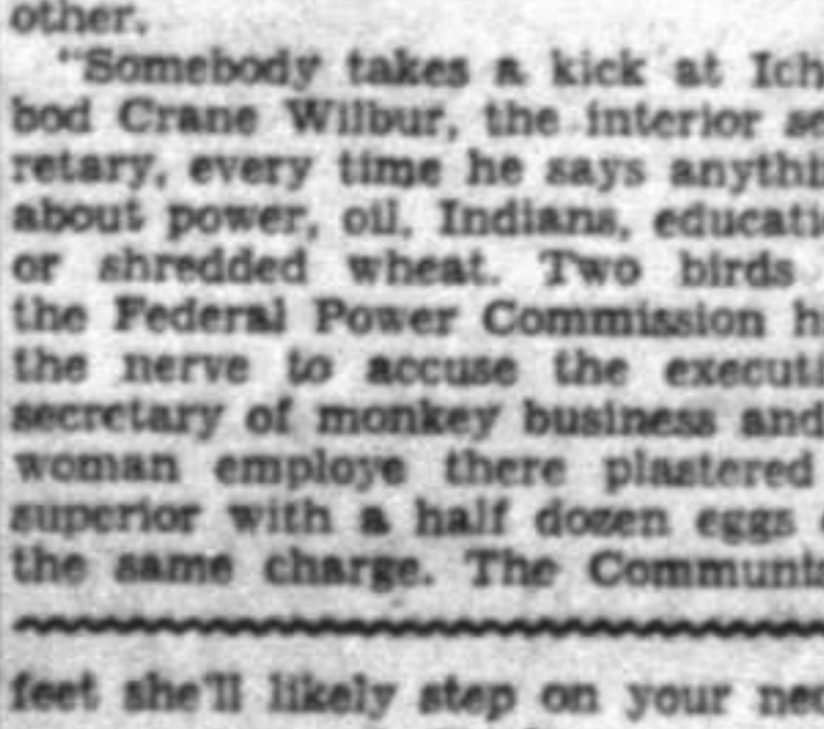 other.
"Somebody takes a kick at Ich
bod Crane Wilbur, the interior se
retary, every time he says anythi
about power, oil, Indians, educati
or shredded wheat. Two birds
the Federal Power Commission h
the nerve to accuse the executi
secretary of monkey business and
woman employe there plastered
superior with a half dozen eggs
the same charge. The Communis
feet she'll likely step on your nec